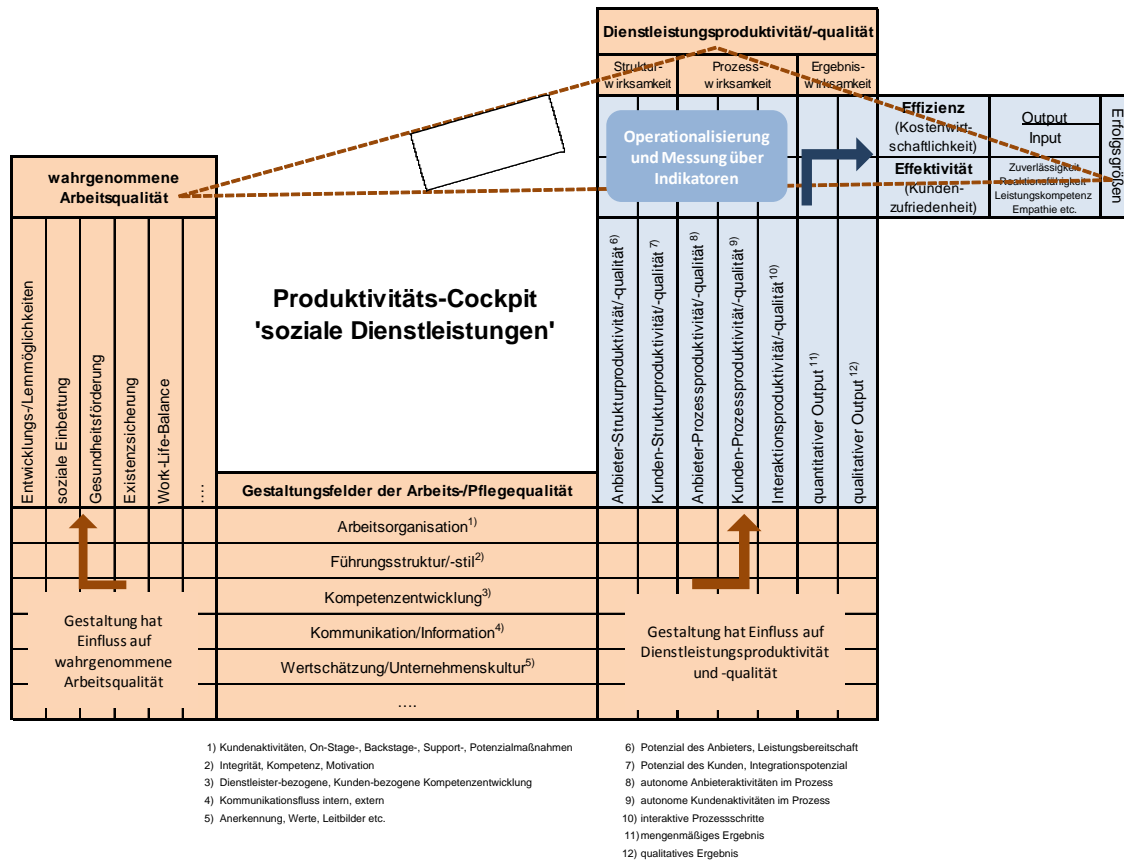 Dienstleistungsproduktivität/-qualität
Struktur-
wirksamkeit
Prozess-
wirksamkeit
Ergebnis-
wirksamkeit
Operationalisierung
und Messung über
Indikatoren
Effizienz
(Kostenwirt-
schaftlichkeit)
Output
Input
Effektivität
(Kunden-
zufriedenheit)
Zuverlässigkeit
Reaktionsfähigkeit
Leistungskompetenz
Empathie etc.
Erfolgsgrößen
wahrgenommene
Arbeitsqualität
Entwicklungs-/Lernmöglichkeiten
soziale Einbettung
Gesundheitsförderung
Existenzsicherung
Work-Life-Balance
....
Produktivitäts-Cockpit
'soziale Dienstleistungen'
Anbieter-Strukturproduktivität/-qualität 6)
Kunden-Strukturproduktivität/-qualität 7)
Anbieter-Prozessproduktivität/-qualität 8)
Kunden-Prozessproduktivität/-qualität 9)
Interaktionsproduktivität/-qualität 10)
quantitativer Output 11)
qualitativer Output 12)
Gestaltungsfelder der Arbeits-/Pflegequalität
Arbeitsorganisation1)
Führungsstruktur/-stil2)
Kompetenzentwicklung3)
Kommunikation/Information4)
Wertschätzung/Unternehmenskultur5)
....
Gestaltung hat
Einfluss auf
wahrgenommene
Arbeitsqualität
Gestaltung hat Einfluss auf
Dienstleistungsproduktivität
und -qualität
1) Kundenaktivitäten, On-Stage-, Backstage-, Support-, Potenzialmaßnahmen
2) Integrität, Kompetenz, Motivation
3) Dienstleister-bezogene, Kunden-bezogene Kompetenzentwicklung
4) Kommunikationsfluss intern, extern
5) Anerkennung, Werte, Leitbilder etc.
6) Potenzial des Anbieters, Leistungsbereitschaft
7) Potenzial des Kunden, Integrationspotenzial
8) autonome Anbieteraktivitäten im Prozess
9) autonome Kundenaktivitäten im Prozess
10) interaktive Prozessschritte
11) mengenmäßiges Ergebnis
12) qualitatives Ergebnis